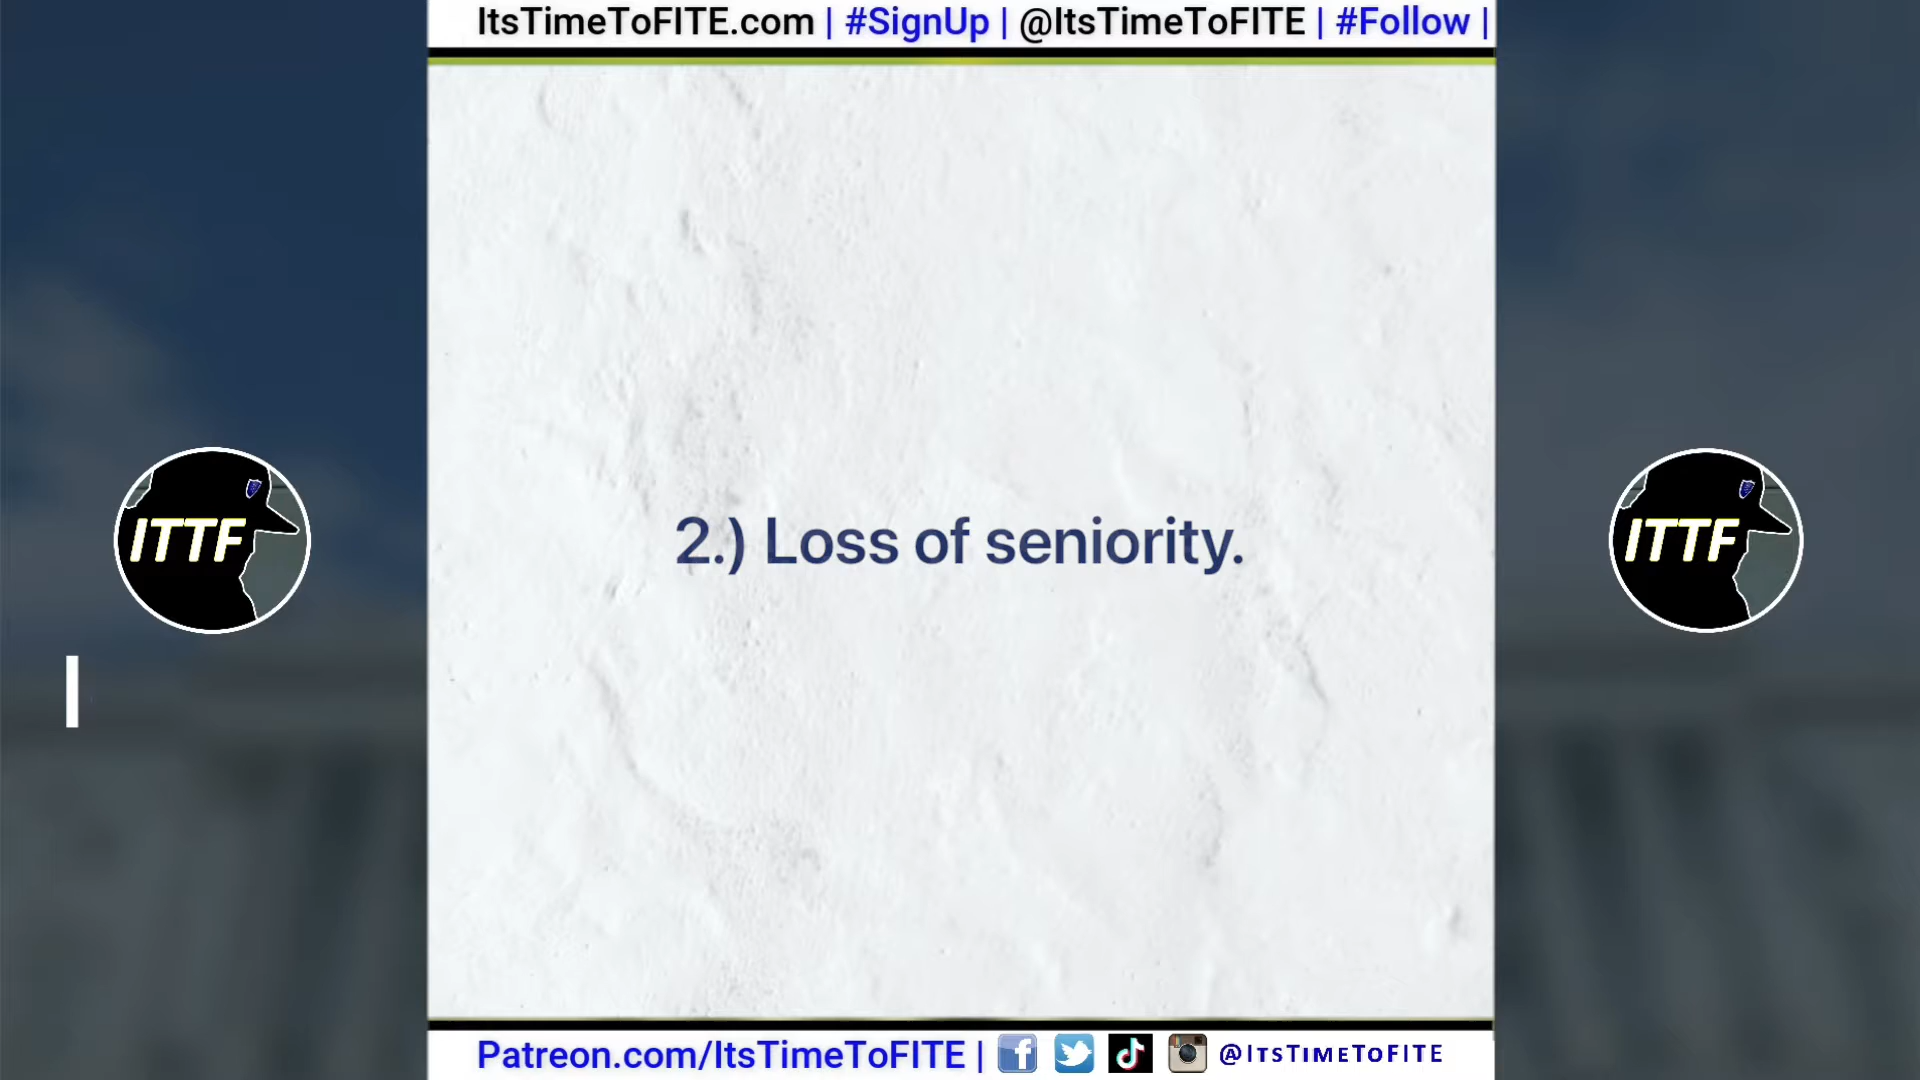 ItsTimeToFITE.com | #SignUp | @ItsTimeToFITE | #Follow |
ITTF
2.) Loss of seniority.
ITTF
Patreon.com/ItsTimeToFITE | @ItsTimeToFITE